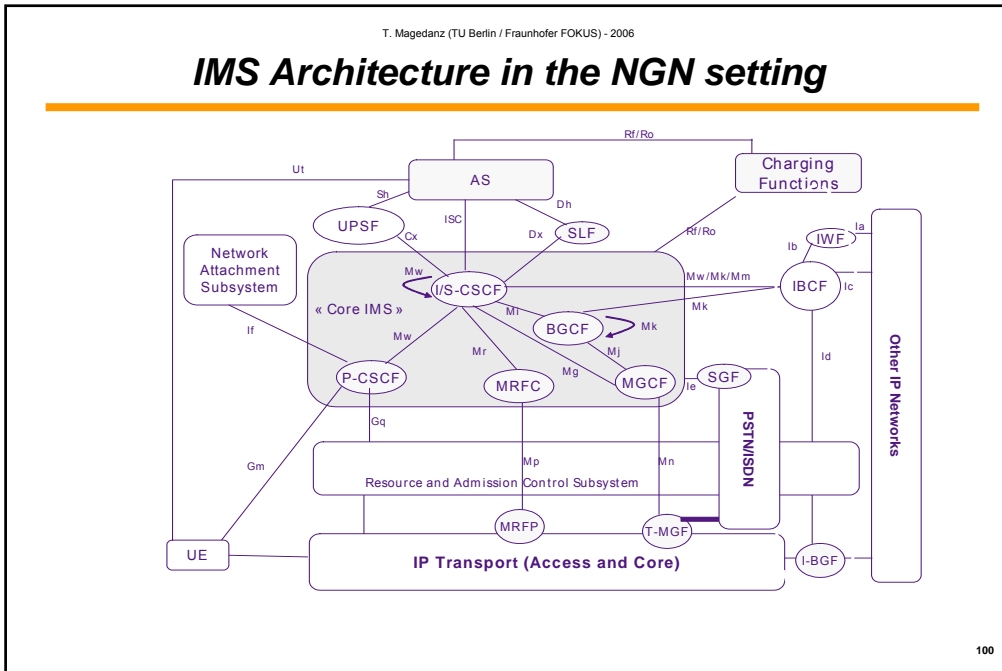 T. Magedanz (TU Berlin / Fraunhofer FOKUS) - 2006
IMS Architecture in the NGN setting
Rf/Ro
Ut
AS
Charging
Functions
Sh
ISC
Dh
UPSF
Cx
Dx
SLF
Rf/Ro
Ia
IWF
Ib
Network
Attachment
Subsystem
Mw
I/S-CSCF
Mw/Mk/Mm
IBCF
Ic
« Core IMS »
Mi
Mk
BGCF
Mk
If
Mw
Mr
Mj
Id
Mg
P-CSCF
MRFC
MGCF
Ie
SGF
Other IP Networks
PSTN/ISDN
Gq
Gm
Mp
Mn
Resource and Admission Control Subsystem
MRFP
T-MGF
UE
IP Transport (Access and Core)
I-BGF
100